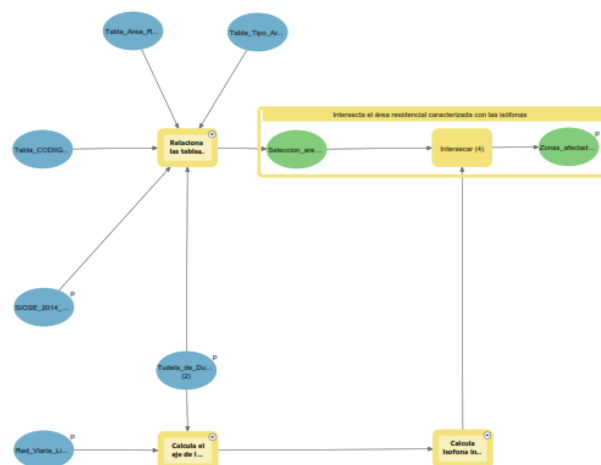 Tabla_Area_R...
Tabla_Tipo_Ar...
Intersecta el área residencial caracterizada con las isófonas
Tabla_CODIIG...
Relaciona
las tablas..
Seleccion_are...
Intersecar (4)
P
Zonas_afectad...
P
SIOSE_2014_...
P
Tudela_de_Du...
(2)
P
Red_Viaria_Li...
Calcula el
eje de l...
Calcula
Isofona in..